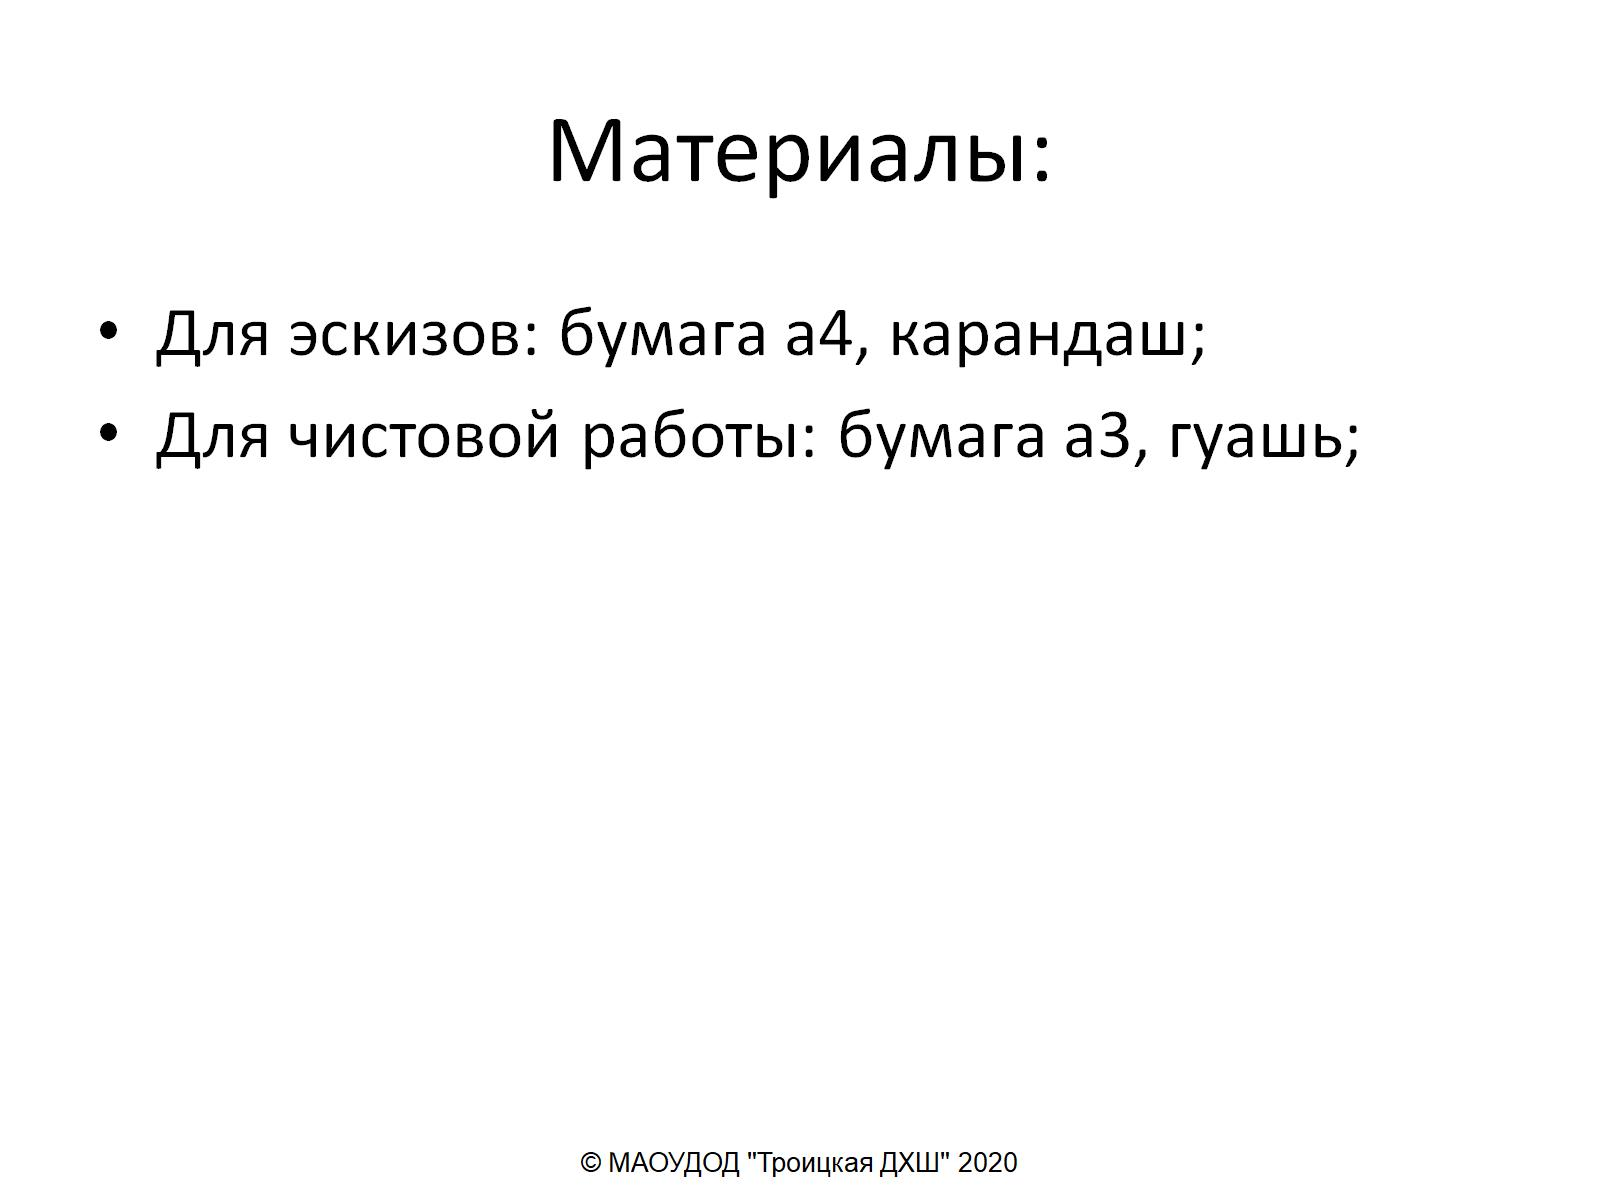 Материалы:
• Для эскизов: бумага а4, карандаш;
• Для чистовой работы: бумага а3, гуашь;
© МАОУДОД "Троицкая ДХШ" 2020